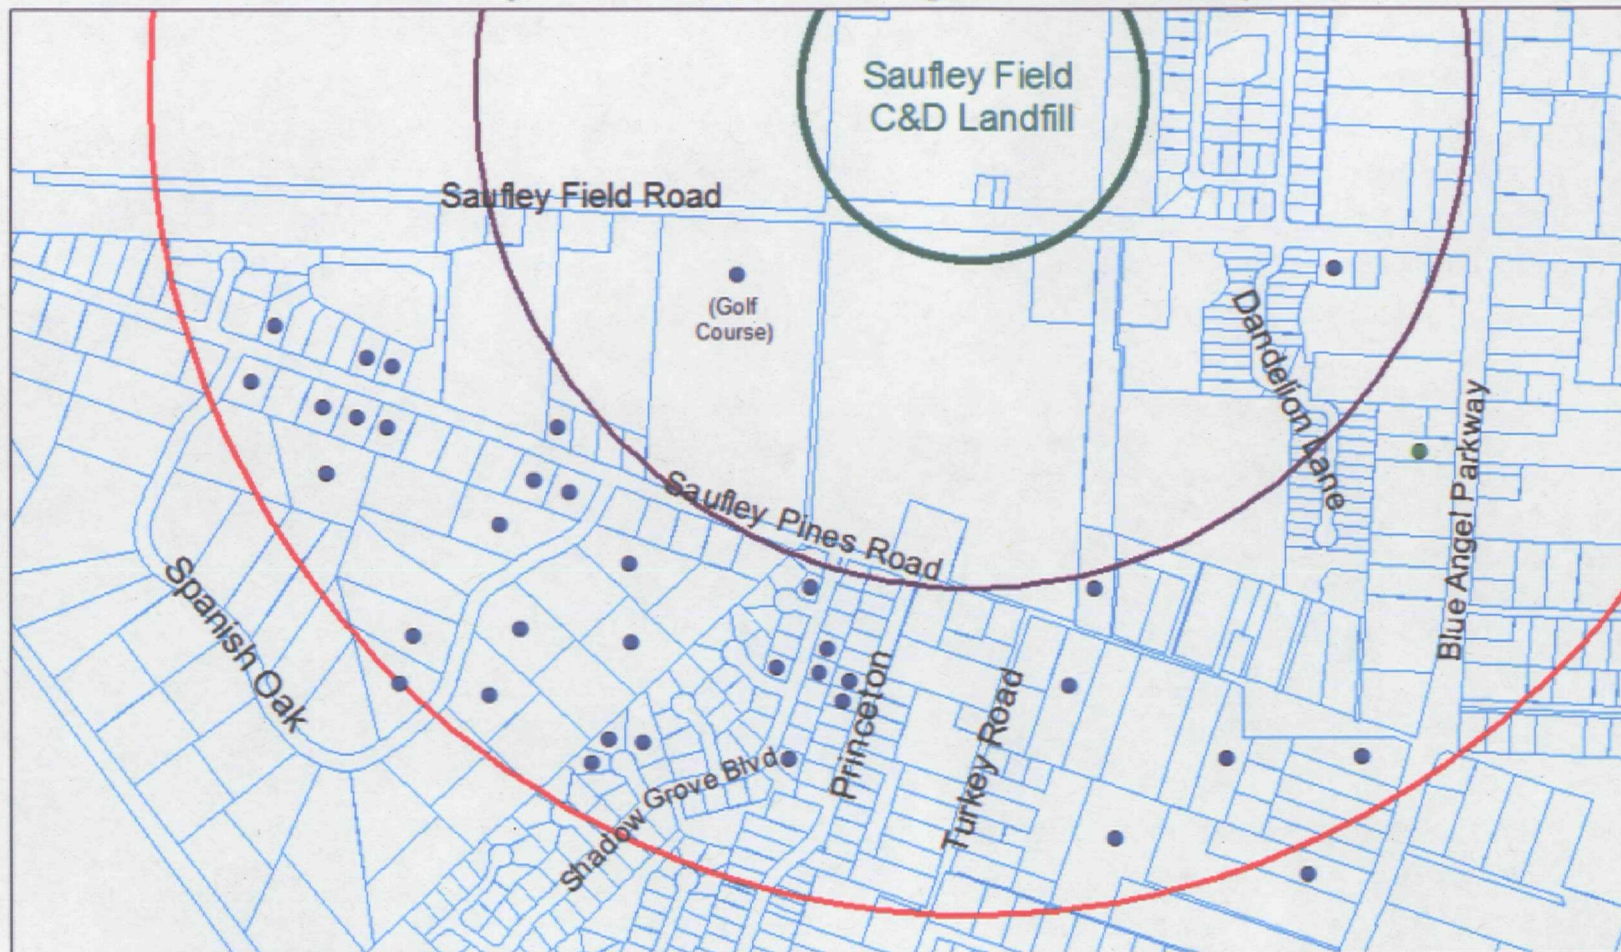 Saufley Field
C&D Landfill
Saufley Field Road
(Golf
Course)
Dandelion Lane
Blue Angel Parkway
Saufley Pines Road
Spanish Oak
Princeton
Turkey Road
Shadow Grove Blvd